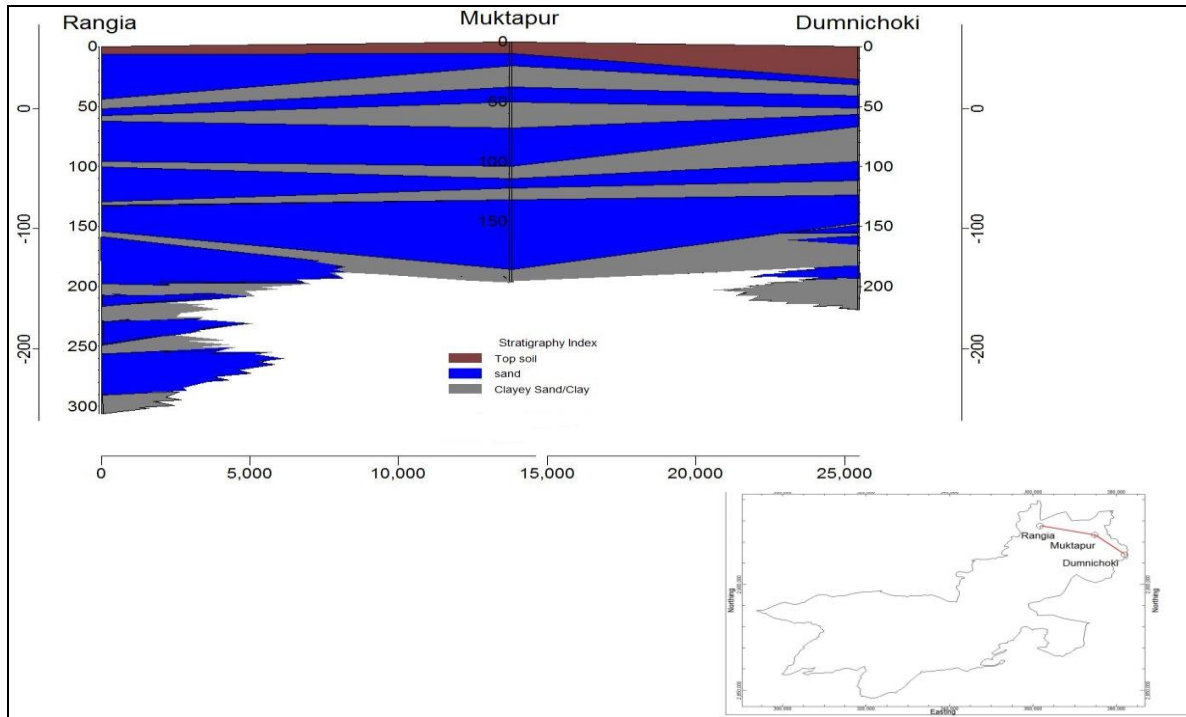 Rangia Muktapur Dumnichoki
0 0 0
0 0
50 50 50
100 100 100
-100 -100
150 150 150
200 200
250
-200 -200
300
Stratigraphy Index
Top soil
sand
Clayey Sand/Clay
0 5,000 10,000 15,000 20,000 25,000
Rangia
Muktapur
Dumnichoki
Northing Northing
Easting